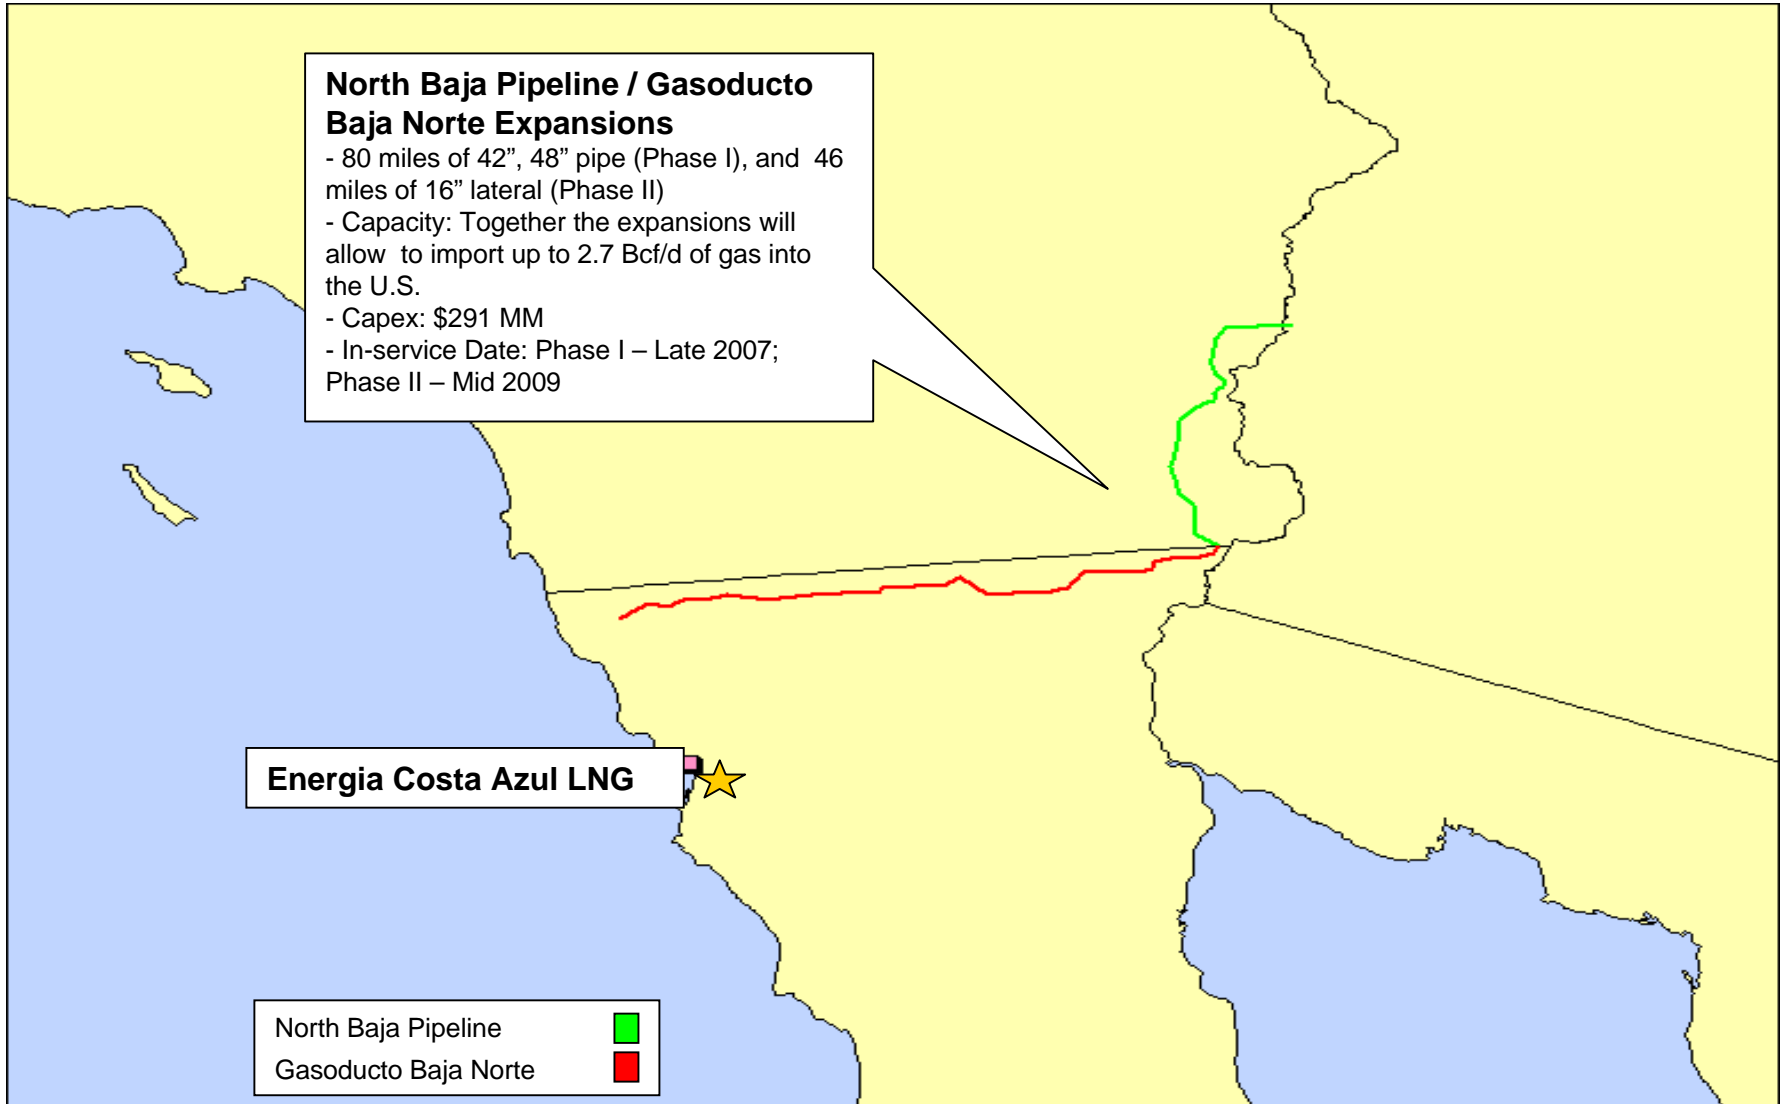 North Baja Pipeline / Gasoducto
Baja Norte Expansions
- 80 miles of 42”, 48” pipe (Phase I), and  46
miles of 16” lateral (Phase II)
- Capacity: Together the expansions will
allow  to import up to 2.7 Bcf/d of gas into
the U.S.
- Capex: $291 MM
- In-service Date: Phase I – Late 2007;
Phase II – Mid 2009
Energia Costa Azul LNG
North Baja Pipeline
Gasoducto Baja Norte